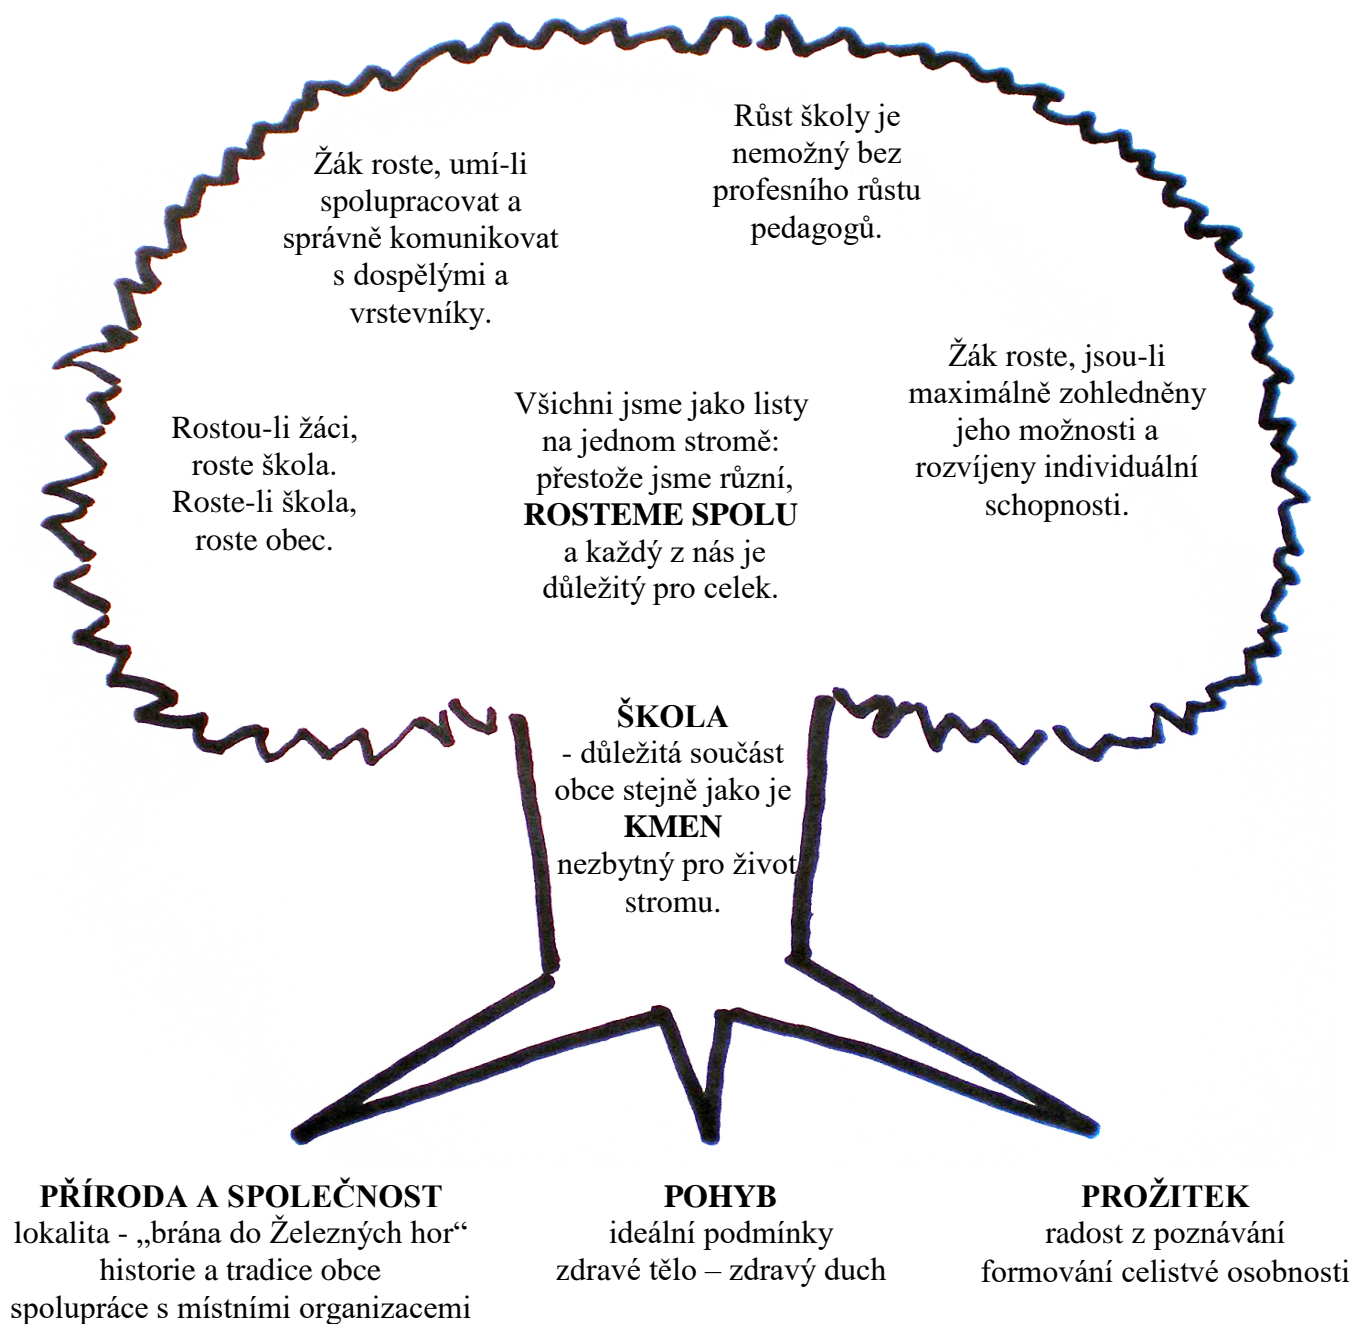 Růst školy je
nemožný bez
profesního růstu
pedagogů.
Žák roste, umí-li
spolupracovat a
správně komunikovat
s dospělými a
vrstevníky.
Žák roste, jsou-li
maximálně zohledněny
jeho možnosti a
rozvíjeny individuální
schopnosti.
Všichni jsme jako listy
na jednom stromě:
přestože jsme různí,
ROSTEME SPOLU
a každý z nás je
důležitý pro celek.
Rostou-li žáci,
roste škola.
Roste-li škola,
roste obec.
ŠKOLA
- důležitá součást
obce stejně jako je
KMEN
nezbytný pro život
stromu.
PŘÍRODA A SPOLEČNOST
lokalita - „brána do Železných hor“
historie a tradice obce
spolupráce s místními organizacemi
POHYB
ideální podmínky
zdravé tělo – zdravý duch
PROŽITEK
radost z poznávání
formování celistvé osobnosti